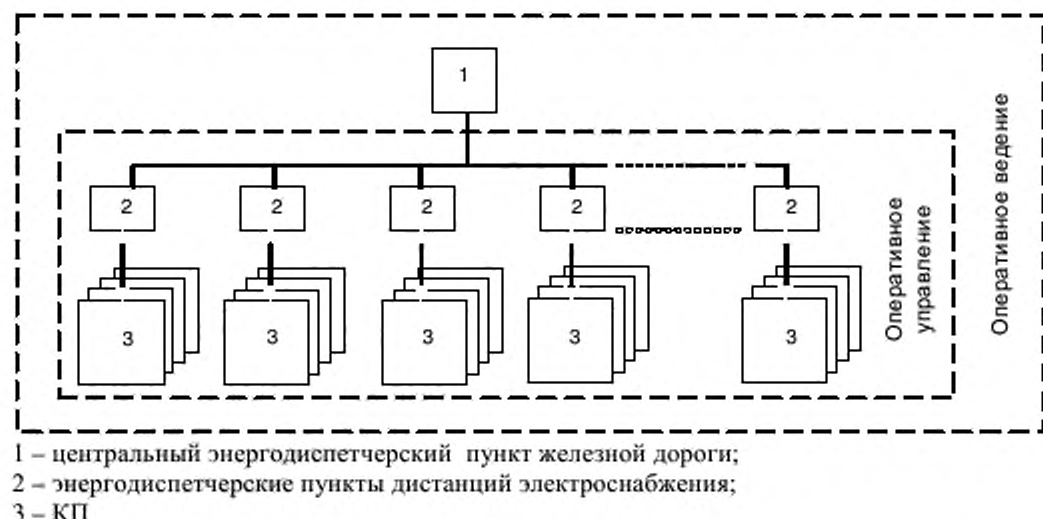 1
2 2 2 2 2
3 3 3 3 3
Оперативное
управление
Оперативное ведение
1 – центральный энергодиспетчерский пункт железной дороги;
2 – энергодиспетчерские пункты дистанций электроснабжения;
3 – КП